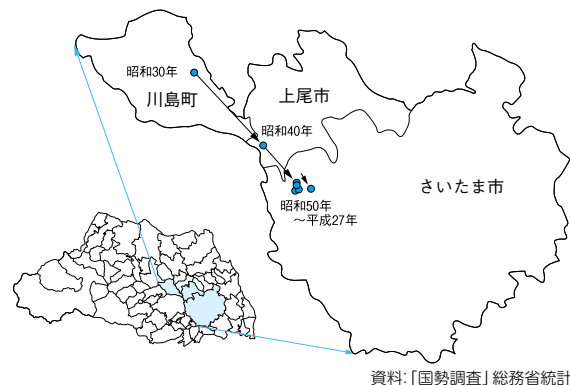 昭和30年
川島町
上尾市
昭和40年
さいたま市
昭和50年
～平成27年
資料:「国勢調査」総務省統計